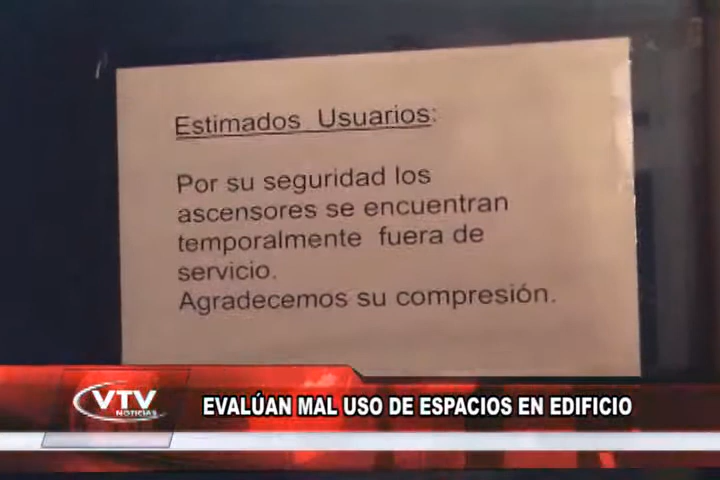 Estimados Usuarios:
Por su seguridad los
ascensores se encuentran
temporalmente fuera de
servicio.
Agradecemos su compresión.
VTV
NOTICIAS
EVALÚAN MAL USO DE ESPACIOS EN EDIFICIO